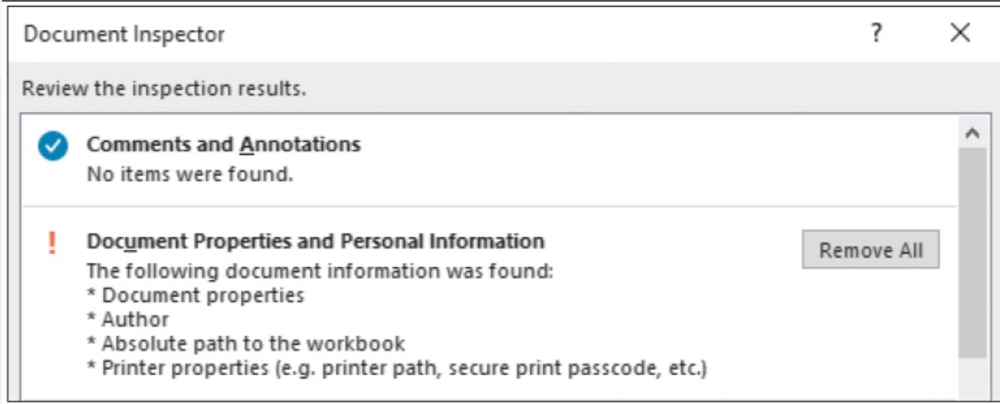 Document Inspector ?
Review the inspection results.
Comments and Annotations
No items were found.
Document Properties and Personal Information
Remove All
The following document information was found:
* Document properties
* Author
* Absolute path to the workbook
* Printer properties (e.g. printer path, secure print passcode, etc.)